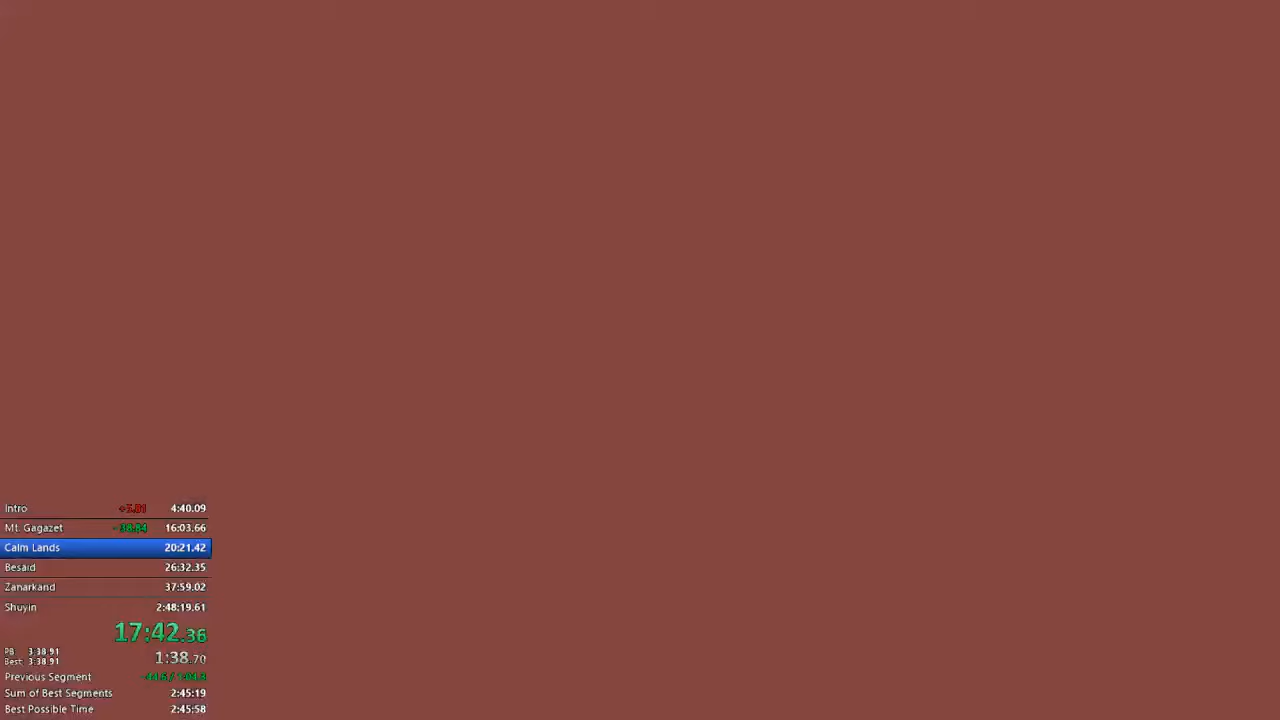 Intro 4:40.09
Mt. Gagazet 16:03.66
Calm Lands 20:21.42
Besaid 26:32.35
Zanarkand 37:59.02
Shuyin 2:48:19.61
17:42.36
PB: 3:38.91
Best: 3:38.91
1:38.70
Previous Segment
Sum of Best Segments 2:45:19
Best Possible Time 2:45:58